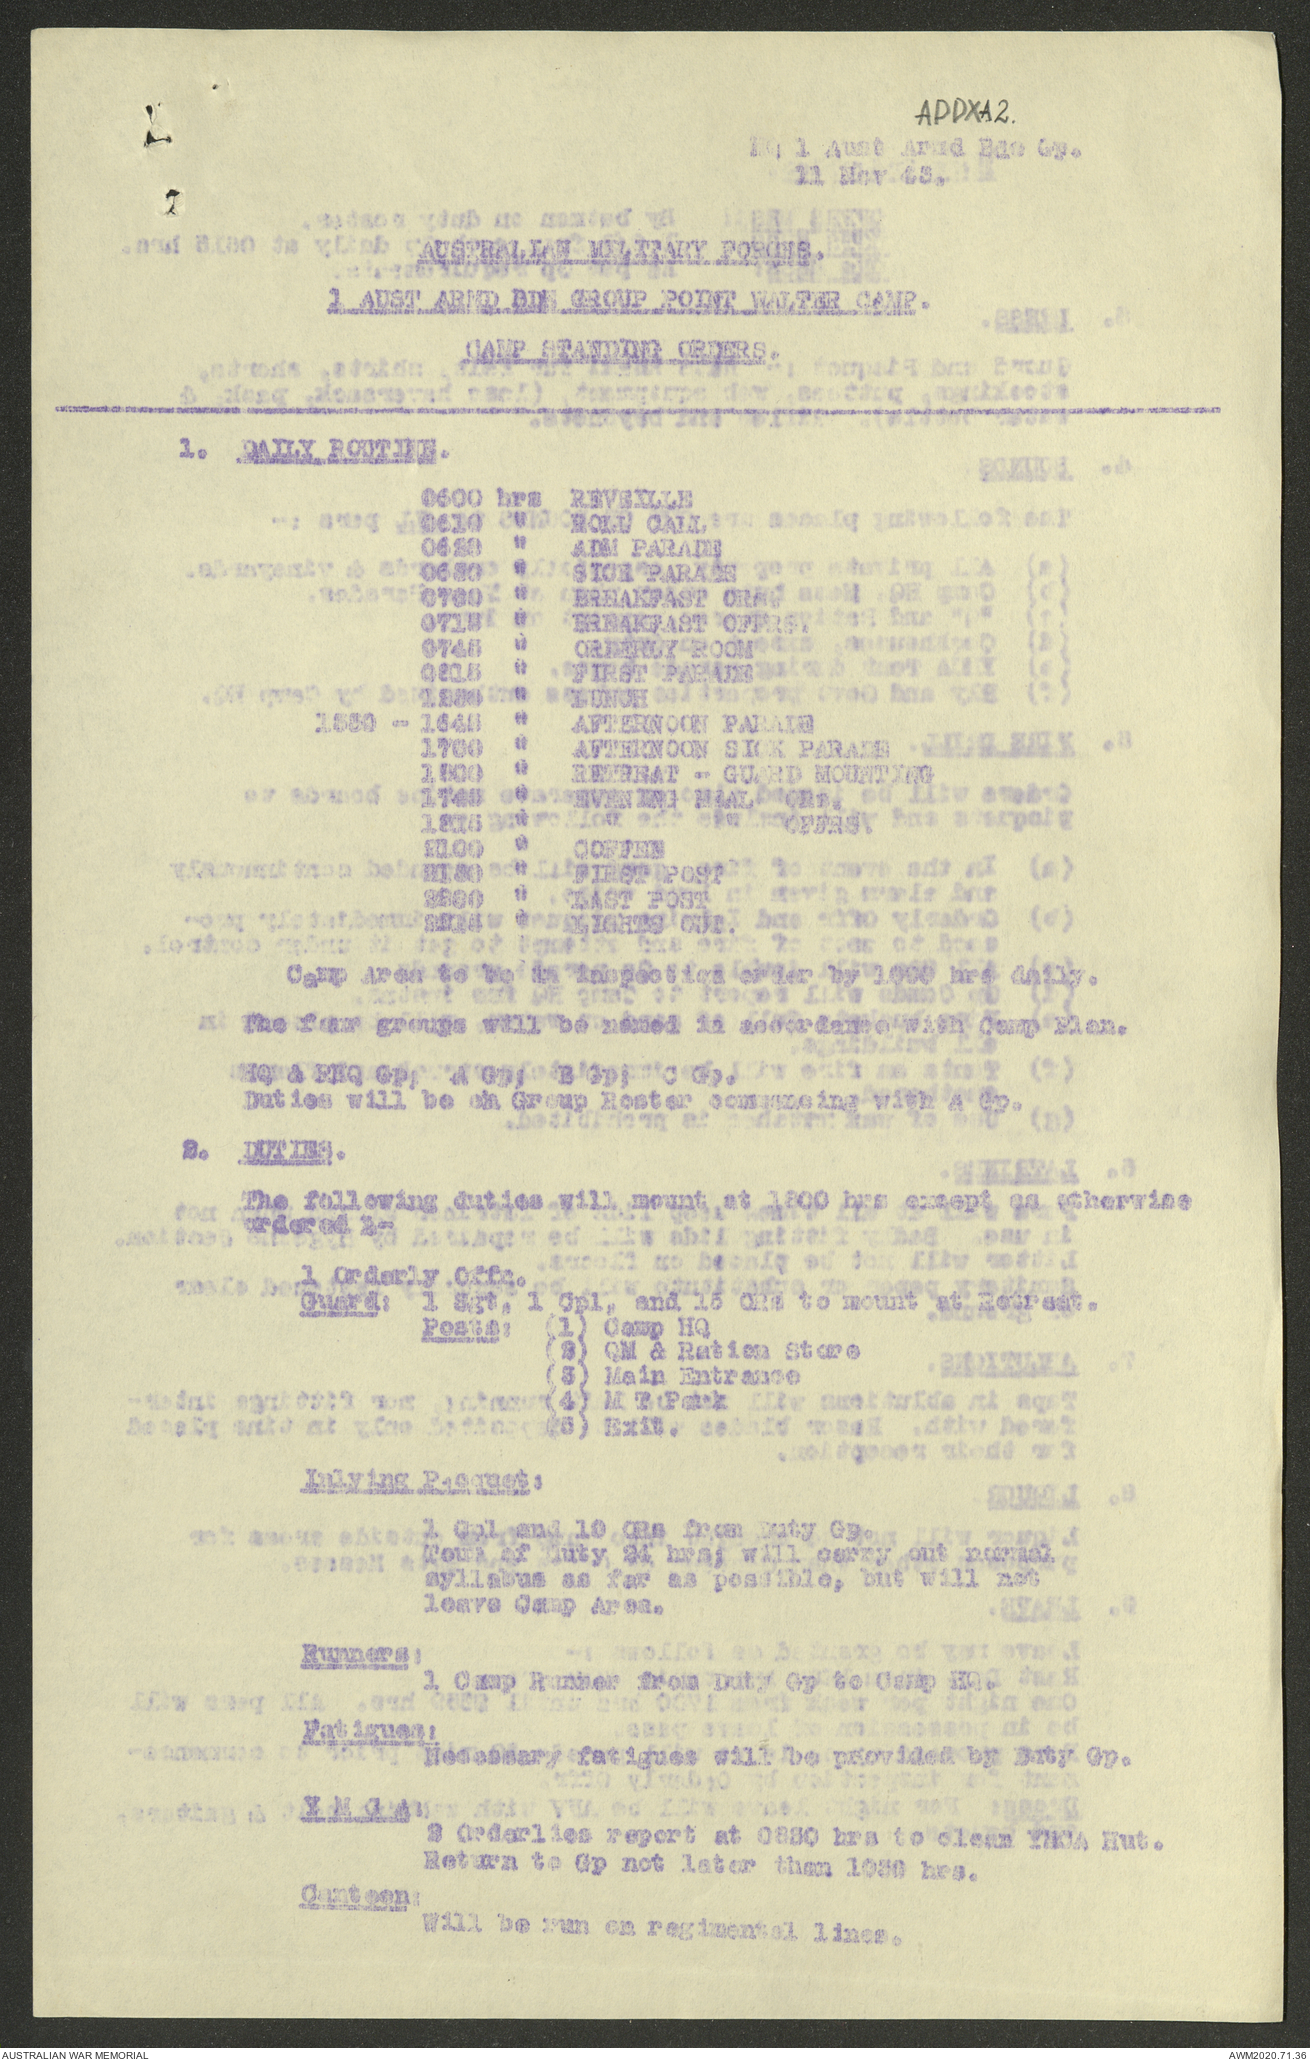 APPXA2.
HQ 1 Aust Armd Bde Gp.
11 Mar 43.
AUSTRALIAN MILITARY FORCES.
1 AUST ARMD BDE GROUP POINT WALTER CAMP.
CAMP STANDING ORDERS.
1. DAILY ROUTINE.
0600 hrs REVEILLE
0610 " ROLL CALL
" ADM PARADE
0630 " SICK PARADE
0700 " BREAKFAST ORs.
0715 " BREAKFAST OFFRS.
0745 " ORDERLY ROOM
0815 " FIRST PARADE
" LUNCH
- 1645 " AFTERNOON PARADE
1700 " AFTERNOON SICK PARADE
1800 " RETREAT - GUARD MOUNTING
1745 " EVENING MEAL ORs.
1815 " " " OFFRS.
2100 " COFFEE
2130 " FIRST POST
2200 " LAST POST
2215 " LIGHTS OUT.
Camp Area to be in inspection order by 1000 hrs daily.
The four groups will be named in accordance with Camp Plan.
HQ & Gp; A Gp; B Gp; C Gp.
Duties will be on Group Roster commencing with A Gp.
2. DUTIES.
The following duties will mount at 1800 hrs except as otherwise
ordered :-
1 Orderly Offr.
Guard: 1 Sgt, 1 Cpl, and 15 ORs to mount at Retreat.
Posts: (1) Camp HQ
(2) QM & Ration Store
(3) Main Entrance
(4) M T Park
(5) Exit.
Inlying Picquet:
1 Cpl and 10 ORs from Duty Gp.
Tour of Duty 24 hrs; will carry out normal
syllabus as far as possible, but will not
leave Camp Area.
Runners:
1 Camp Runner from Duty Gp to Camp HQ.
Fatigues:
Necessary fatigues will be provided by Duty Gp.
Y M C A:
2 Orderlies report at 0830 hrs to clean YMCA Hut.
Return to Gp not later than 1030 hrs.
Canteen:
Will be run on regimental lines.
AUSTRALIAN WAR MEMORIAL
AWM2020.71.36